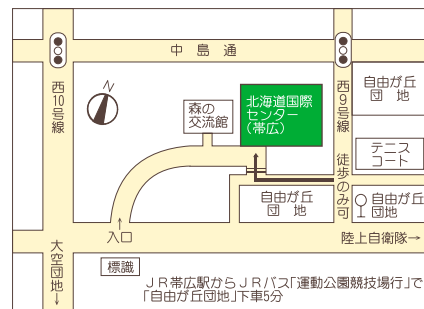 中島通
西10号線
N
森の
交流館
北海道国際
センター
（帯広）
西9号線
自由が丘
団地
テニス
コート
徒歩のみ可
自由が丘
団地
自由が丘
団地
↑
入口
陸上自衛隊→
大空団地↓
標識
ＪＲ帯広駅からＪＲバス｢運動公園競技場行｣で
｢自由が丘団地｣下車5分